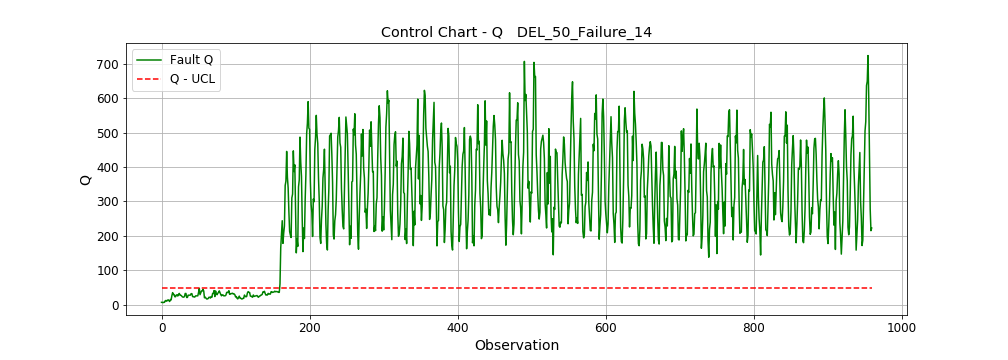 Control Chart - Q   DEL_50_Failure_14
Fault Q
Q - UCL
700
600
500
400
300
200
100
0
Q
0 200 400 600 800 1000
Observation